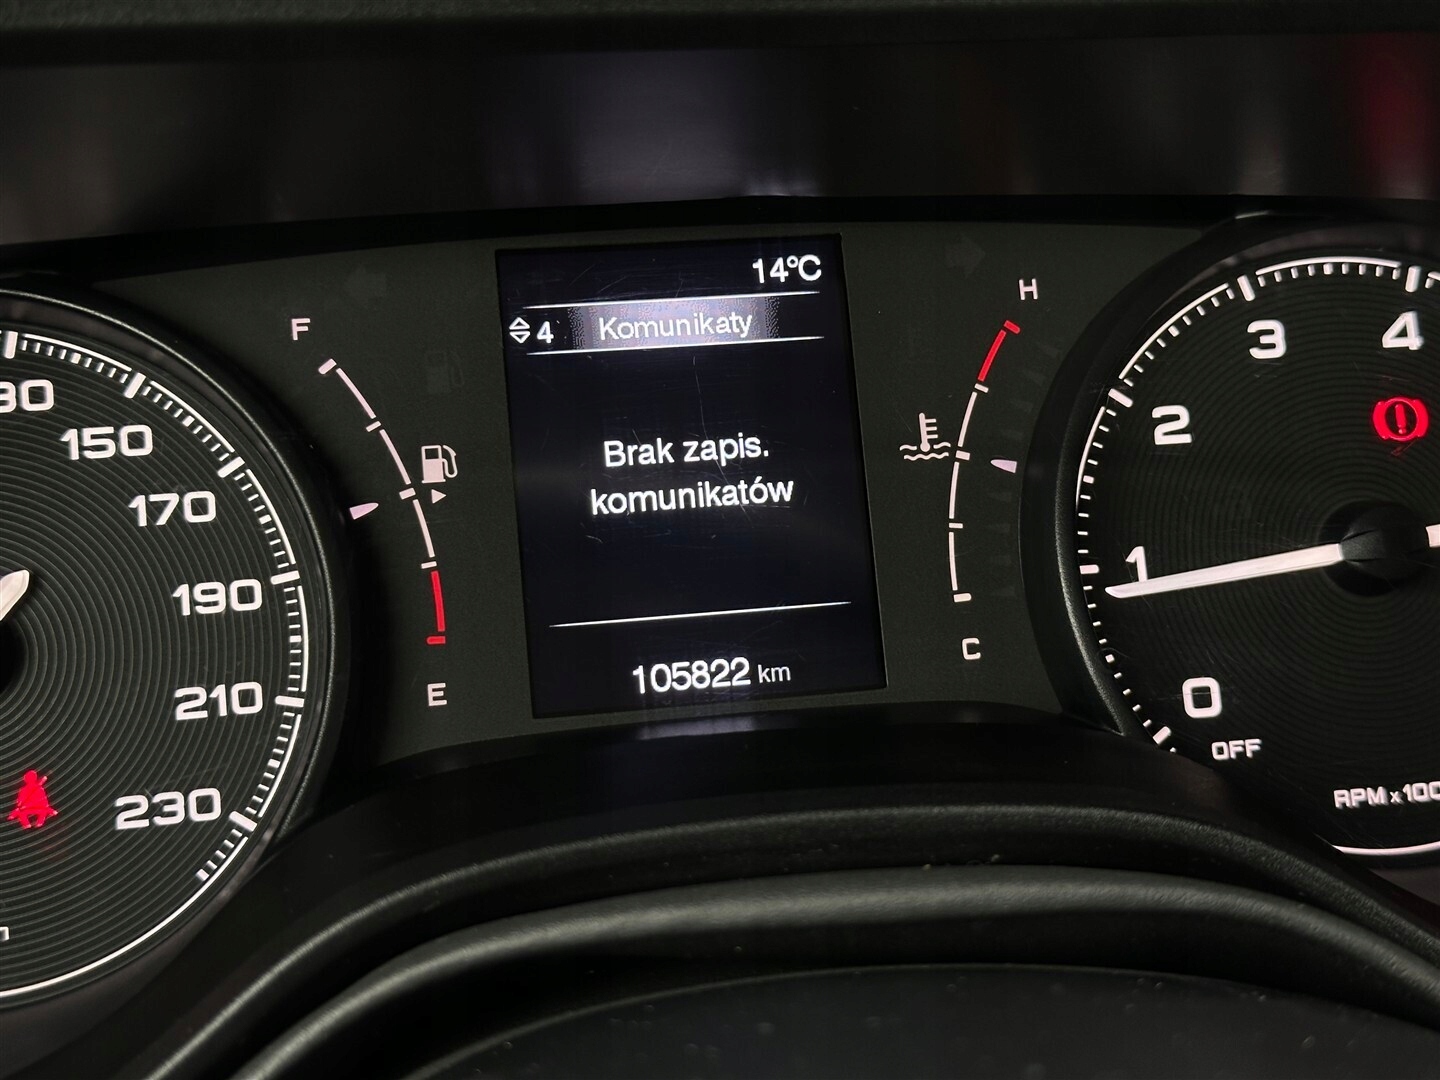 14°C
4 Komunikaty
Brak zapis.
komunikatów
105822 km
F
E
H
C
150
170
190
210
230
4
3
2
1
0
OFF